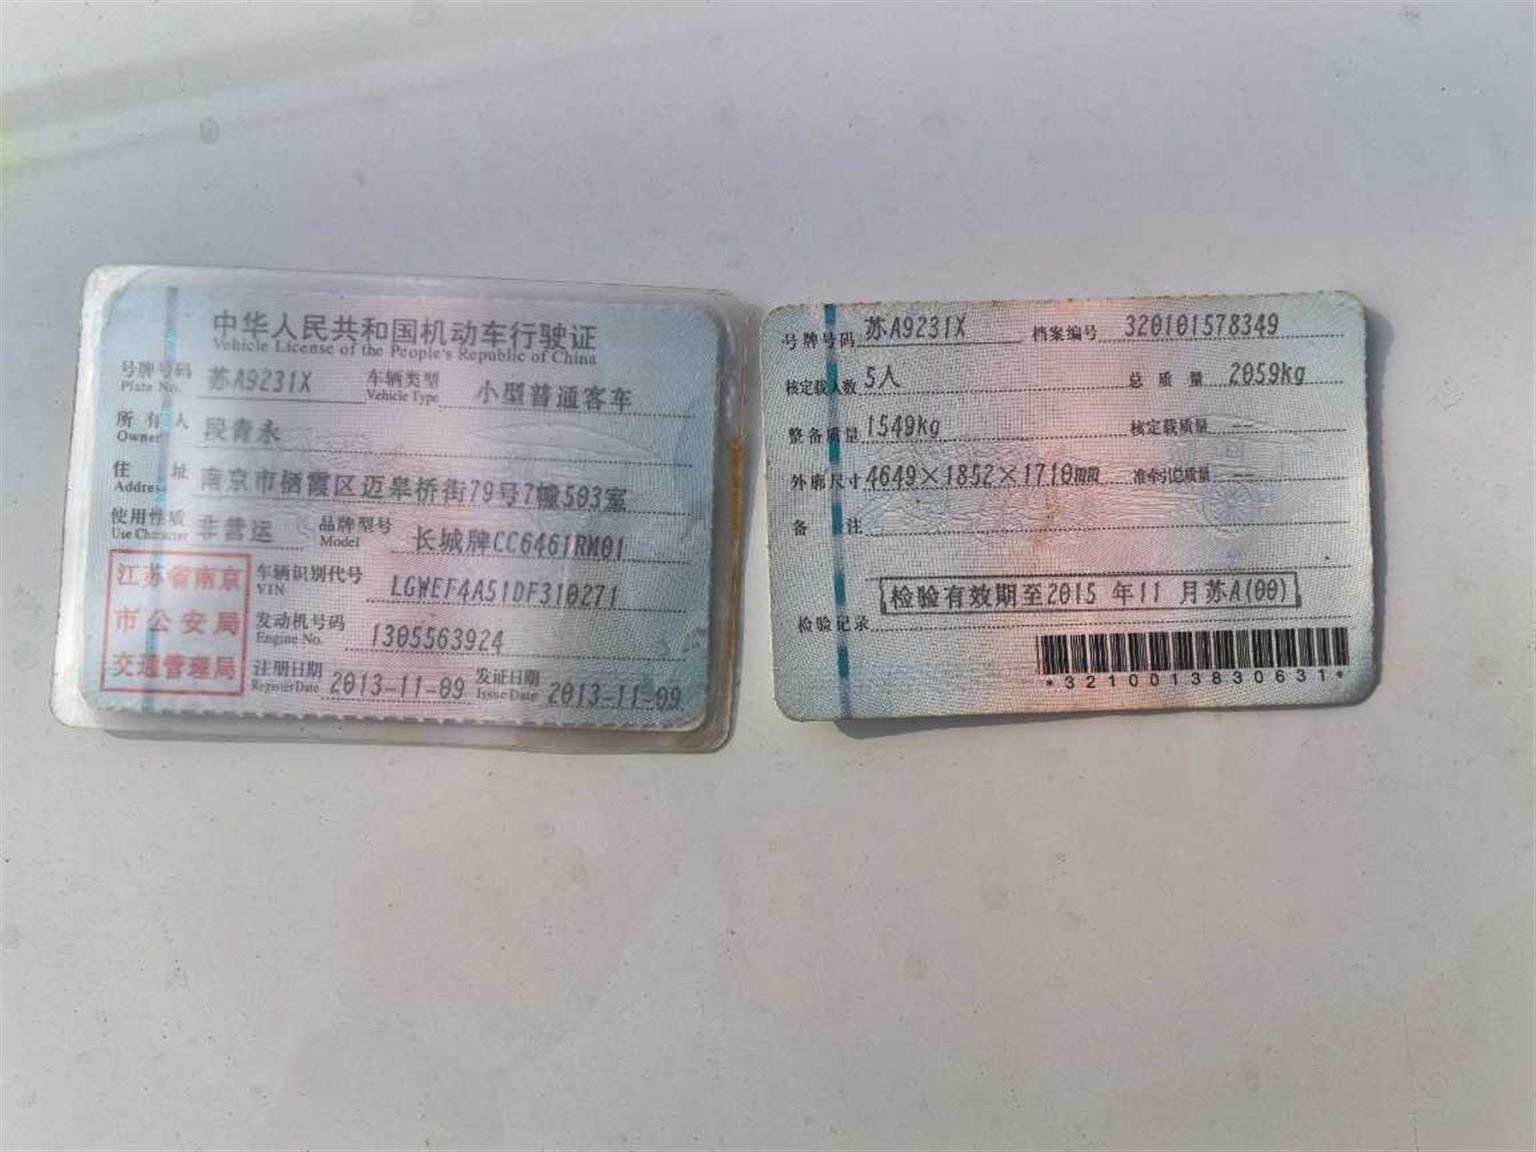 中华人民共和国机动车行驶证
Vehicle License of the People's Republic of China
号牌号码 苏A9231X 车辆类型 小型普通客车
Plate No. Vehicle Type
所有人 段青永
Owner
住址 南京市栖霞区迈皋桥街79号7幢503室
Address
使用性质 非营运 品牌型号 长城牌CC6461RM01
Use Character Model
江苏省南京
市公安局
交通管理局
车辆识别代号 LGWEF4A51DF310271
VIN
发动机号码 1305563924
Engine No.
注册日期 2013-11-09 发证日期 2013-11-09
Register Date Issue Date
号牌号码 苏A9231X 档案编号 320101578349
核定载人数 5人 总质量 2059kg
整备质量 1549kg 核定载质量 --
外廓尺寸 4649×1852×1710mm 准牵引总质量 --
备注
检验有效期至2015 年11 月苏A(00)
检验记录
*3210013830631*